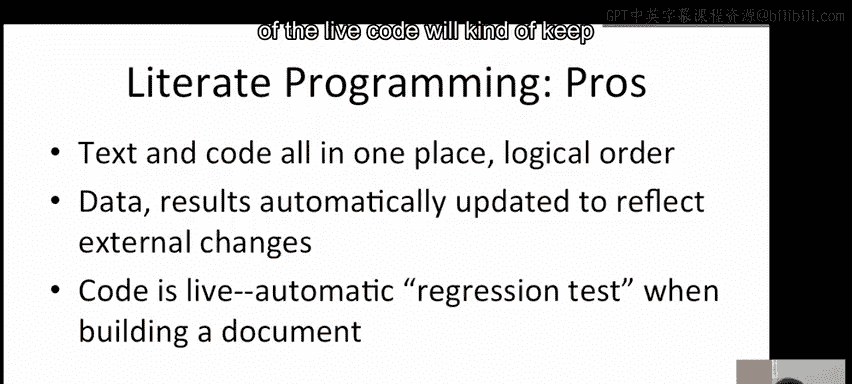 GPT中英字幕课程资源@bilibili.com
of the live code will kind of keep
Literate Programming: Pros
• Text and code all in one place, logical order
• Data, results automatically updated to reflect
external changes
• Code is live--automatic “regression test” when
building a document